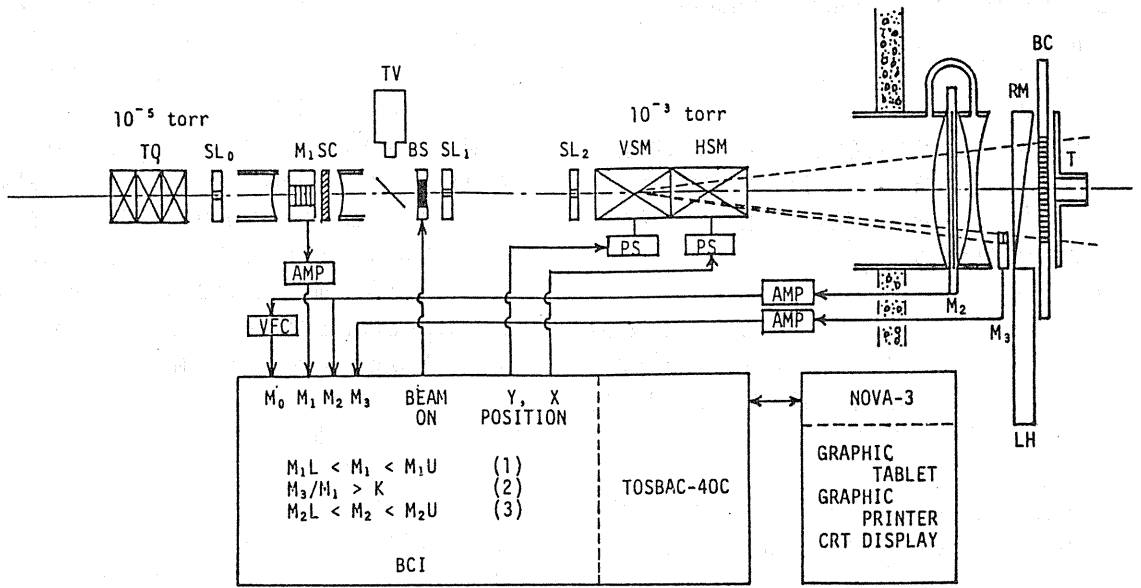 BC
TV
RM
10⁻⁵ torr
10⁻³ torr
TQ
SL₀
M₁
SC
BS
SL₁
SL₂
VSM
HSM
T
PS
PS
AMP
AMP
M₂
VFC
AMP
M₃
M₀ M₁ M₂ M₃ BEAM Y, X
ON POSITION
NOVA-3
LH
GRAPHIC
M₁L < M₁ < M₁U (1)
TABLET
M₃/M₁ > K (2)
TOSBAC-40C
GRAPHIC
M₂L < M₂ < M₂U (3)
PRINTER
CRT DISPLAY
BCI